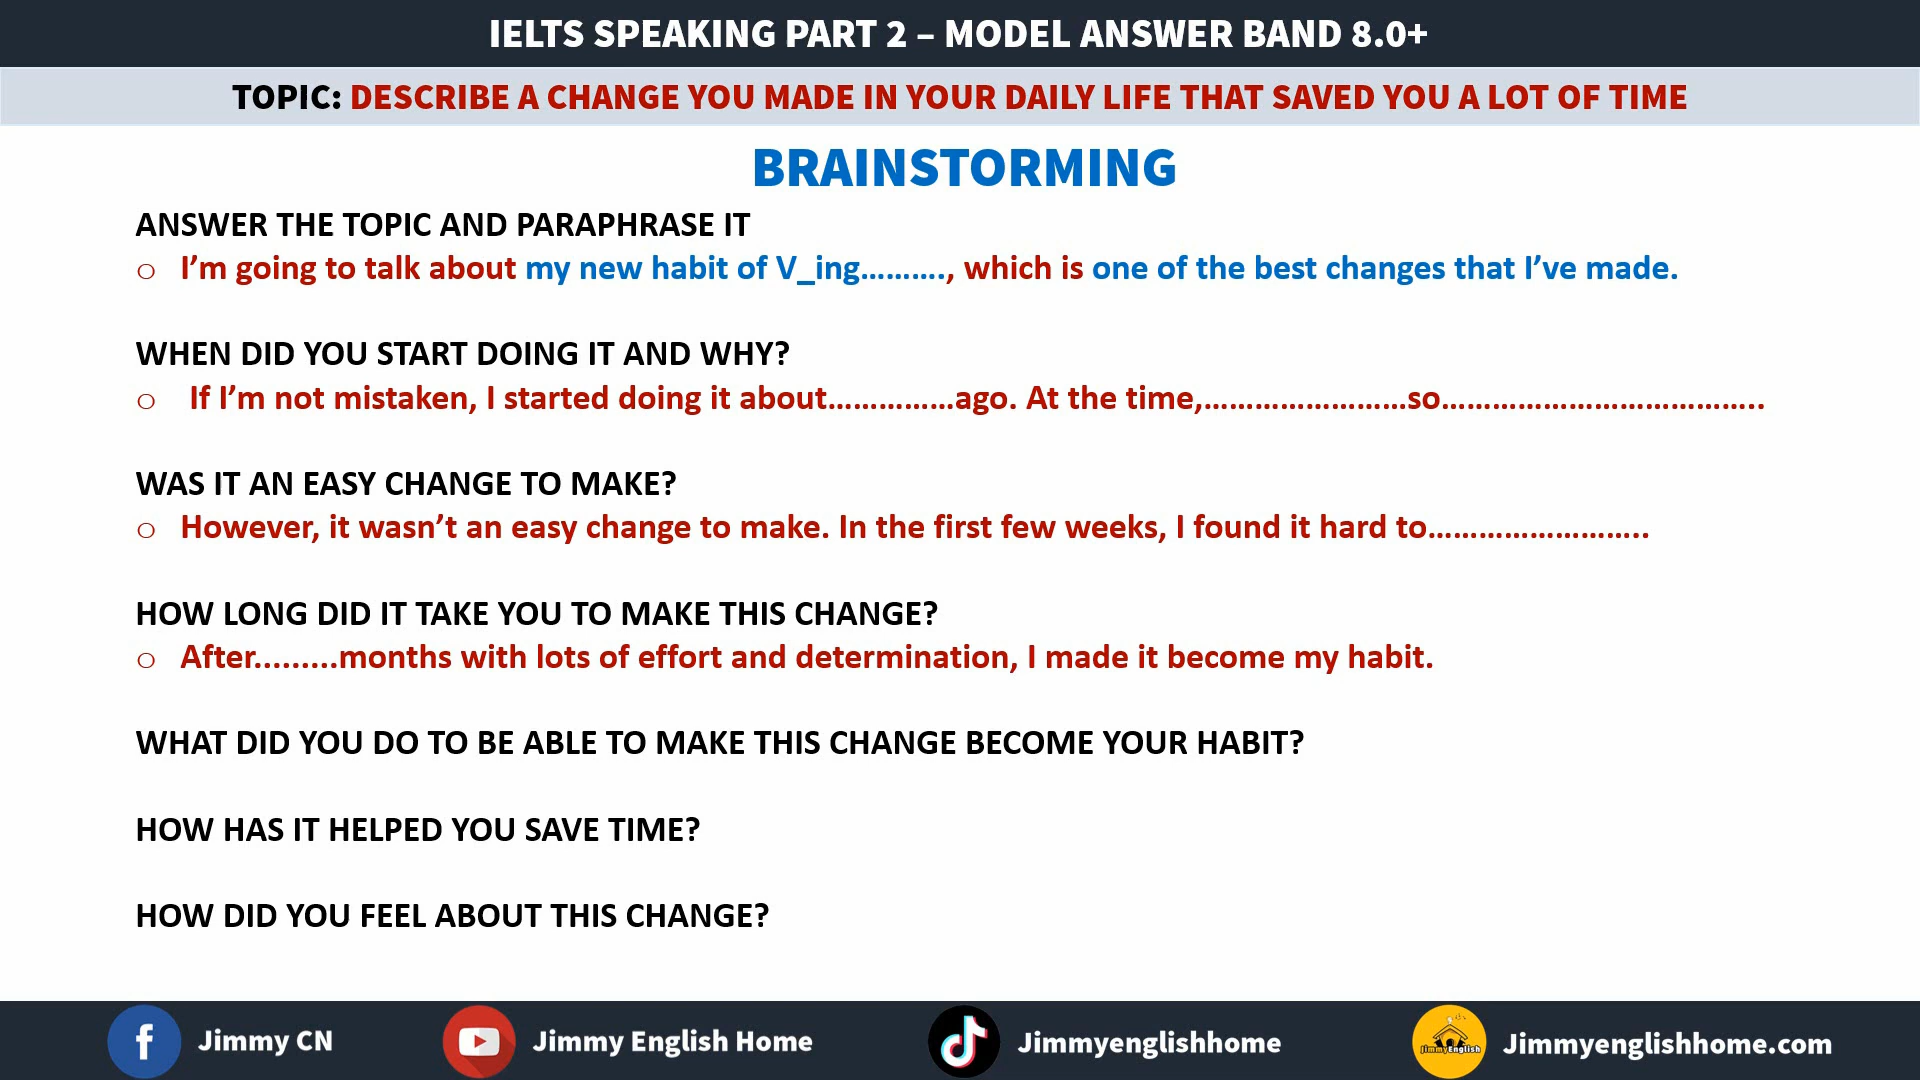 IELTS SPEAKING PART 2 – MODEL ANSWER BAND 8.0+
TOPIC: DESCRIBE A CHANGE YOU MADE IN YOUR DAILY LIFE THAT SAVED YOU A LOT OF TIME
BRAINSTORMING
ANSWER THE TOPIC AND PARAPHRASE IT
o I’m going to talk about my new habit of V_ing………., which is one of the best changes that I’ve made.
WHEN DID YOU START DOING IT AND WHY?
o If I’m not mistaken, I started doing it about……………ago. At the time,……………………so………………………………..
WAS IT AN EASY CHANGE TO MAKE?
o However, it wasn’t an easy change to make. In the first few weeks, I found it hard to……………………..
HOW LONG DID IT TAKE YOU TO MAKE THIS CHANGE?
o After.........months with lots of effort and determination, I made it become my habit.
WHAT DID YOU DO TO BE ABLE TO MAKE THIS CHANGE BECOME YOUR HABIT?
HOW HAS IT HELPED YOU SAVE TIME?
HOW DID YOU FEEL ABOUT THIS CHANGE?
Jimmy CN
Jimmy English Home
Jimmyenglishhome
JimmyEnglish
Jimmyenglishhome.com